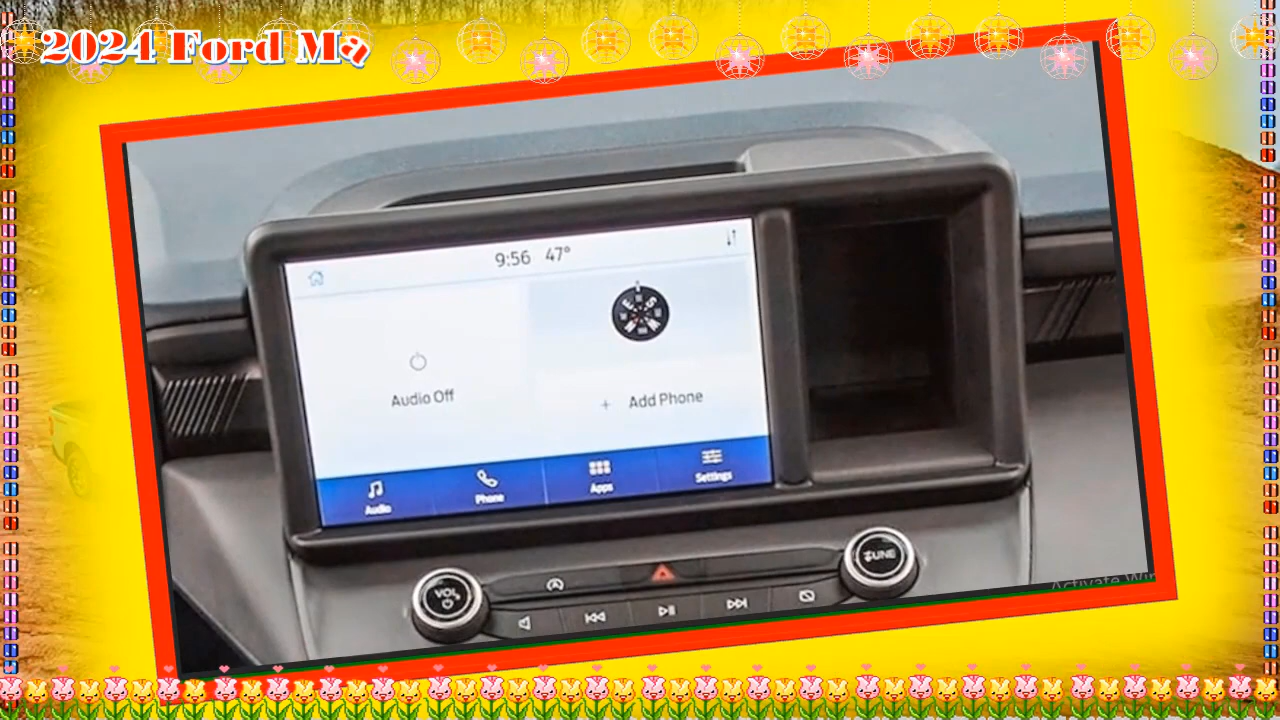 2024 Ford Ma
9:56 47°
Audio Off
+ Add Phone
Audio Phone Apps Settings
VOL
TUNE